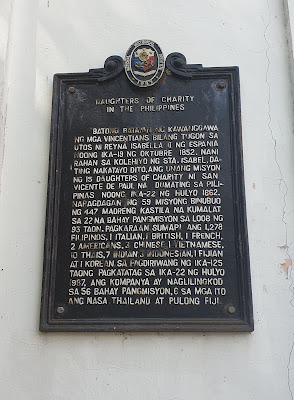 DAUGHTERS OF CHARITY
IN THE PHILIPPINES
BATONG BATAYAN NG KAWANGGAWA
NG MGA VINCENTIANS BILANG TUGON SA
UTOS NI REYNA ISABELLA II NG ESPANA
NOONG IKA-19 NG OKTUBRE 1852. NANI
RAHAN SA KOLEHIYO NG STA. ISABEL, DA-
TING NAKATAYO DITO, ANG UNANG MISYON
NG 15 DAUGHTERS OF CHARITY NI SAN
VICENTE DE PAUL NA DUMATING SA PILI-
PINAS NOONG IKA-22 NG HULYO 1862.
NAPAGDAGAN NG 59 MISYONG BINUBUO
NG 447 MADRENG KASTILA NA KUMALAT
SA 22 NA BAHAY PANGMISYON SA LOOB NG
93 TAON. PAGKARAAN SUMAPI ANG 1,278
FILIPINOS, 1 ITALIAN, 1 BRITISH, 1 FRENCH,
2 AMERICANS, 2 CHINESE, 1 VIETNAMESE,
10 THAIS, 7 INDIAN, 3 INDONESIAN, 1 FIJIAN
AT 1 KOREAN. SA PAGDIRIWANG NG IKA-125
TAONG PAGKATATAG SA IKA-22 NG HULYO
1987, ANG KOMPANYA AY NAGLILINGKOD
SA 56 BAHAY PANGMISYON, 6 SA MGA ITO
ANG NASA THAILAND AT PULONG FIJI.